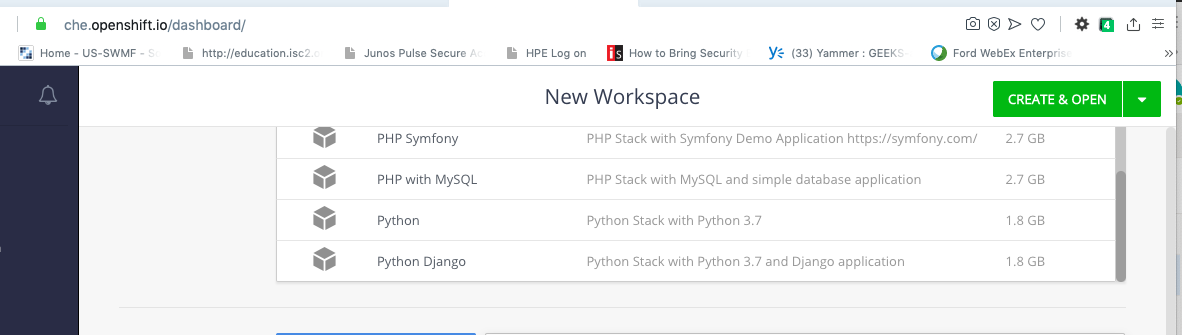 che.openshift.io/dashboard/
4
Home - US-SWMF - S
http://education.isc2.o
Junos Pulse Secure Ac
HPE Log on
is How to Bring Security
(33) Yammer : GEEKS-
Ford WebEx Enterprise
»
New Workspace
CREATE & OPEN
PHP Symfony PHP Stack with Symfony Demo Application https://symfony.com/ 2.7 GB
PHP with MySQL PHP Stack with MySQL and simple database application 2.7 GB
Python Python Stack with Python 3.7 1.8 GB
Python Django Python Stack with Python 3.7 and Django application 1.8 GB